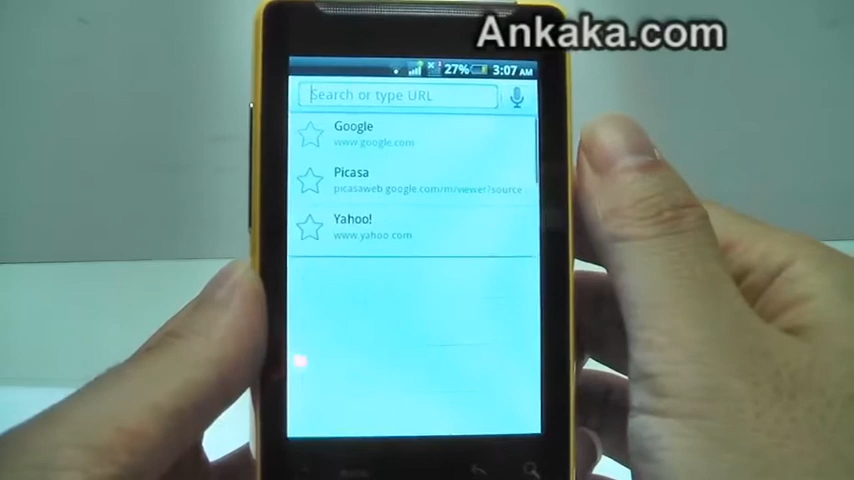 Ankaka.com
27% 3:07 AM
Search or type URL
Google
www.google.com
Picasa
picasaweb.google.com/m/viewer?source
Yahoo!
www.yahoo.com